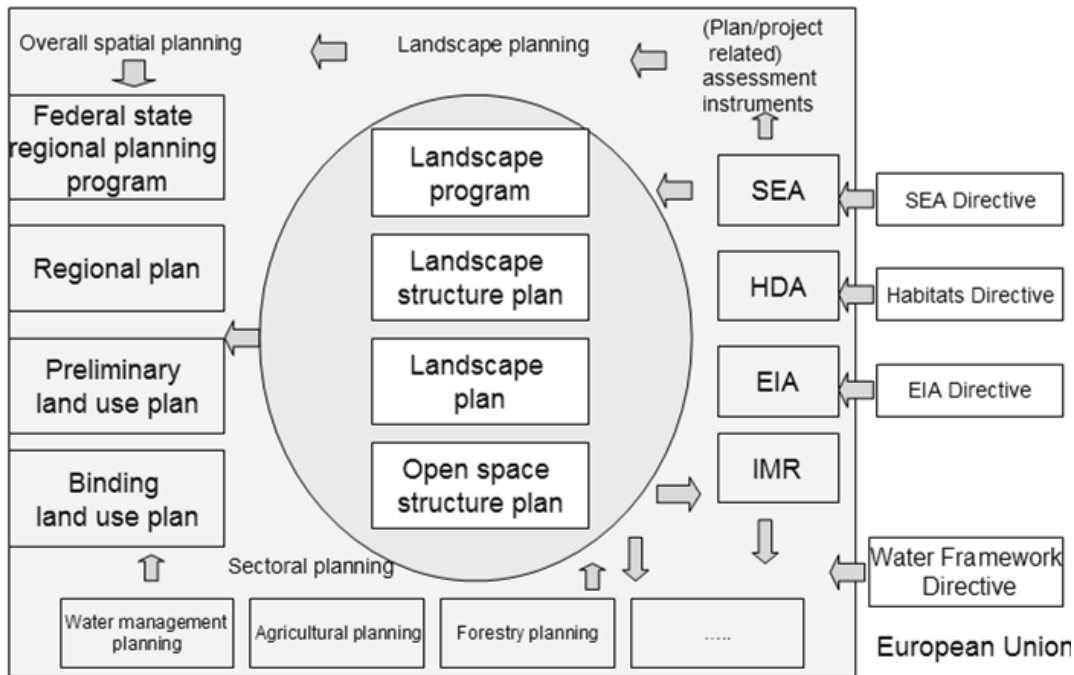 Overall spatial planning
Landscape planning
(Plan/project
related)
assessment
instruments
Federal state
regional planning
program
Regional plan
Preliminary
land use plan
Binding
land use plan
Landscape
program
Landscape
structure plan
Landscape
plan
Open space
structure plan
SEA
HDA
EIA
IMR
SEA Directive
Habitats Directive
EIA Directive
Water Framework
Directive
Sectoral planning
Water management
planning
Agricultural planning
Forestry planning
.....
European Union